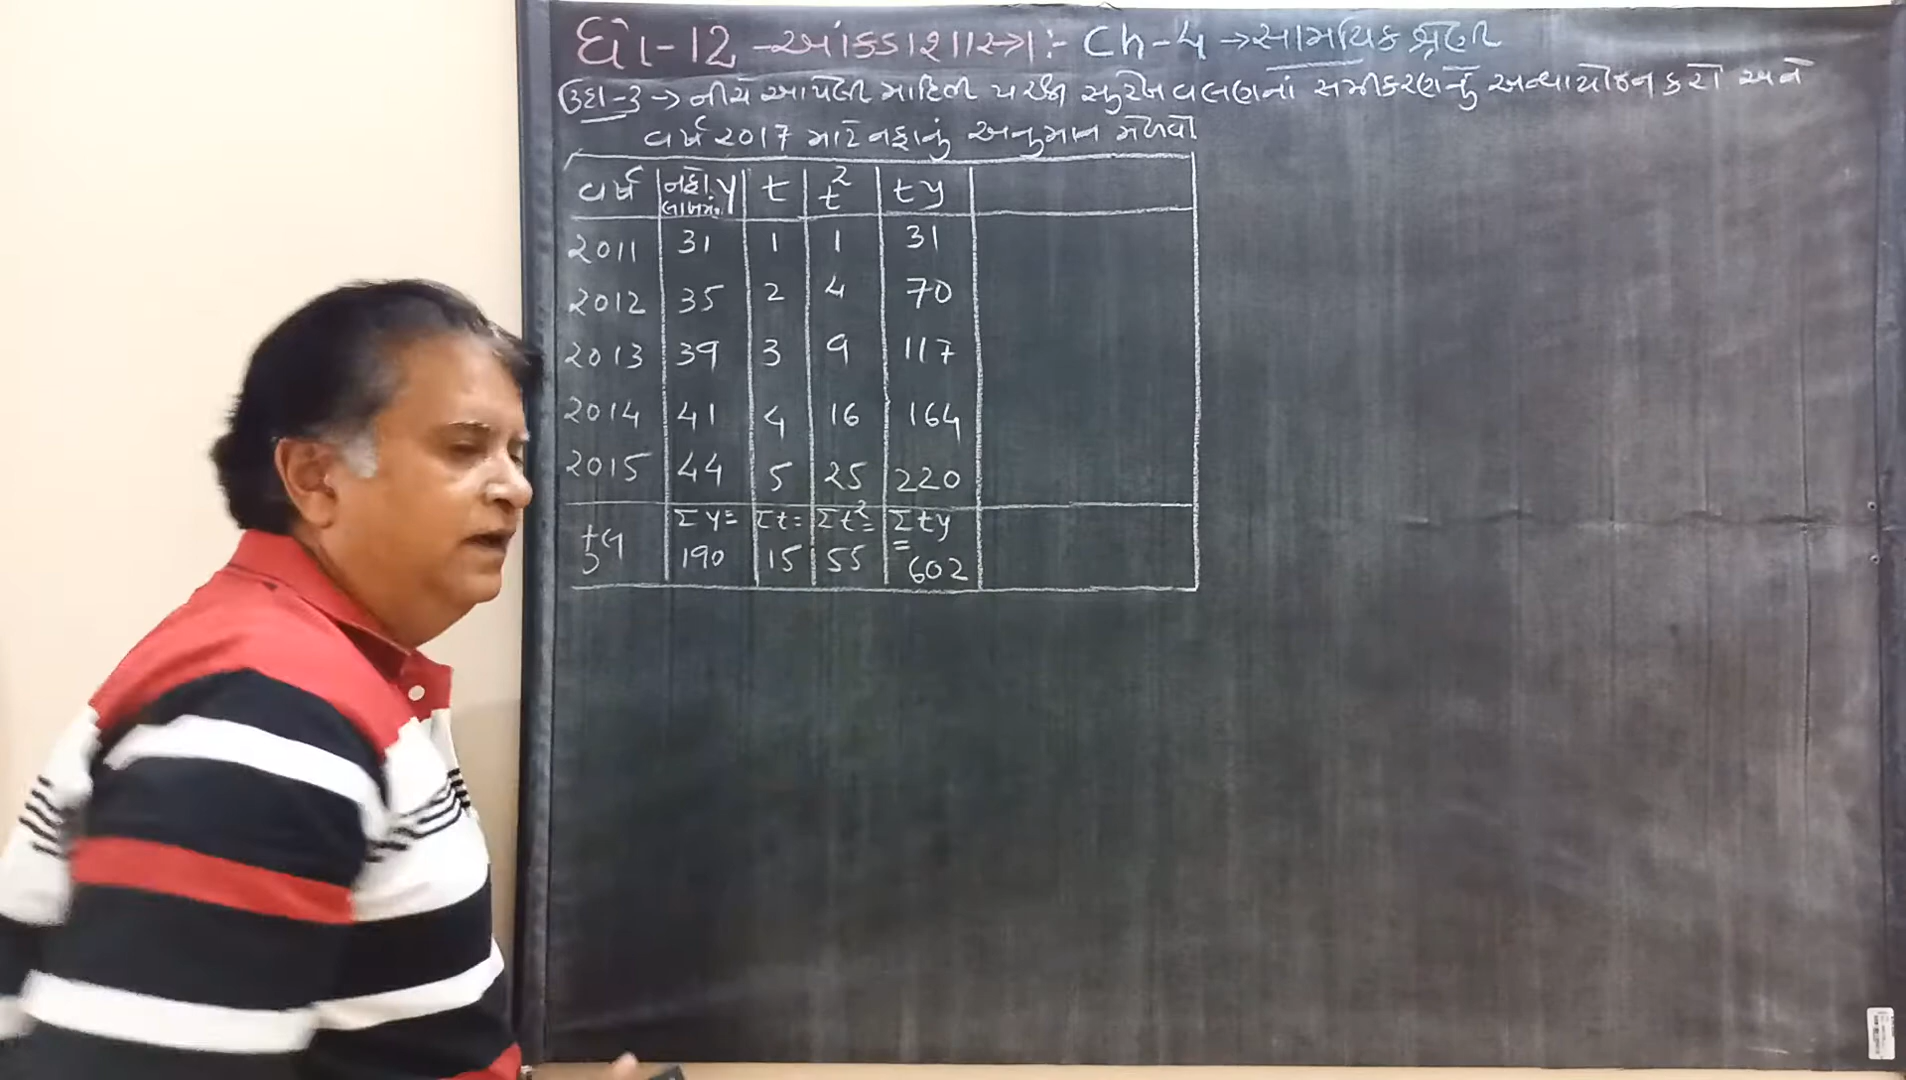 ધો-12 - આંકડાશાસ્ત્ર :- Ch-4 → સામયિક શ્રેણી
ઉદા-3 → નીચે આપેલી માહિતી પરથી સુરેખ વલણનાં સમીકરણનું અન્વાયોજન કરો અને
વર્ષ 2017 માટે નફાનું અનુમાન મેળવો
વર્ષ નફો y લાખમાં t t² ty
2011 31 1 1 31
2012 35 2 4 70
2013 39 3 9 117
2014 41 4 16 164
2015 44 5 25 220
કુલ Σy= 190 Σt= 15 Σt²= 55 Σty = 602